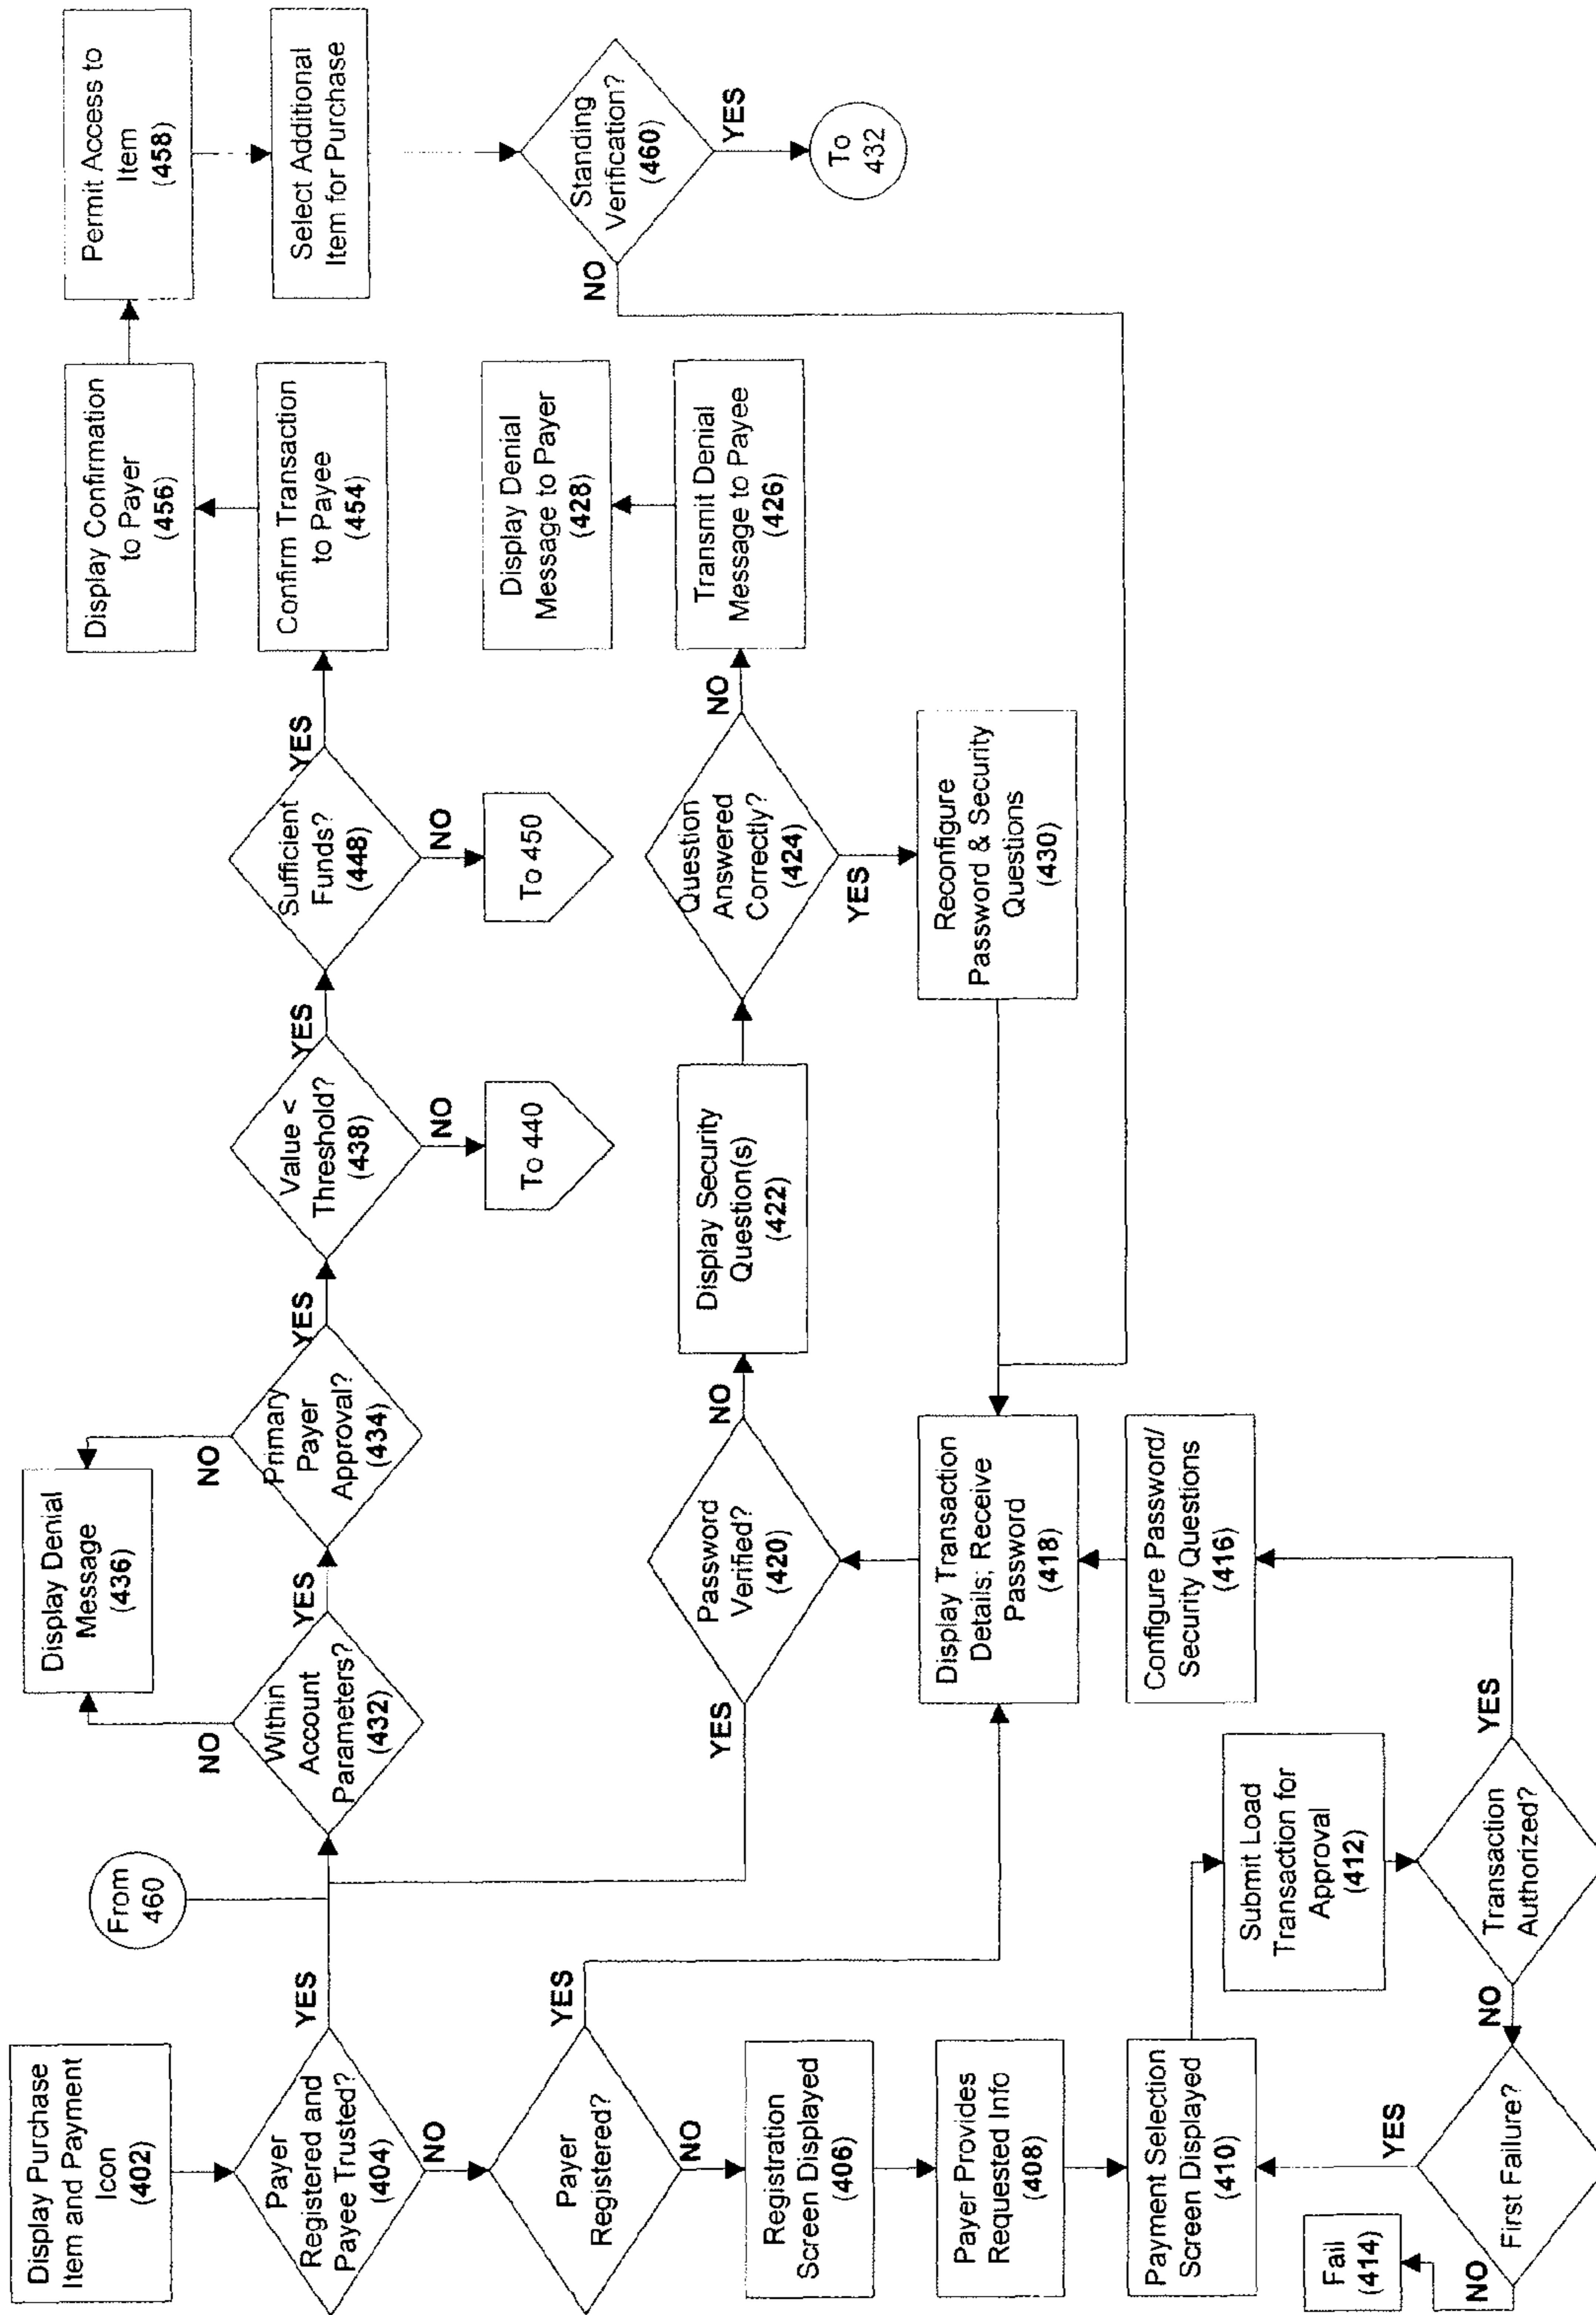 Display Purchase
Item and Payment
Icon
(402)
Payer
Registered and
Payee Trusted?
(404)
YES
NO
From
460
Within
Account
Parameters?
(432)
NO
YES
Display Denial
Message
(436)
Primary
Payer
Approval?
(434)
NO
YES
Value <
Threshold?
(438)
YES
NO
To 440
Sufficient
Funds?
(448)
YES
NO
To 450
Confirm Transaction
to Payee
(454)
Display Confirmation
to Payer
(456)
Permit Access to
Item
(458)
Select Additional
Item for Purchase
Standing
Verification?
(460)
NO
YES
To
432
Payer
Registered?
YES
NO
Registration
Screen Displayed
(406)
Payer Provides
Requested Info
(408)
Payment Selection
Screen Displayed
(410)
Submit Load
Transaction for
Approval
(412)
Transaction
Authorized?
YES
NO
First Failure?
YES
NO
Fail
(414)
Configure Password/
Security Questions
(416)
Display Transaction
Details; Receive
Password
(418)
Password
Verified?
(420)
YES
NO
Display Security
Question(s)
(422)
Question
Answered
Correctly?
(424)
NO
YES
Transmit Denial
Message to Payee
(426)
Display Denial
Message to Payer
(428)
Reconfigure
Password & Security
Questions
(430)